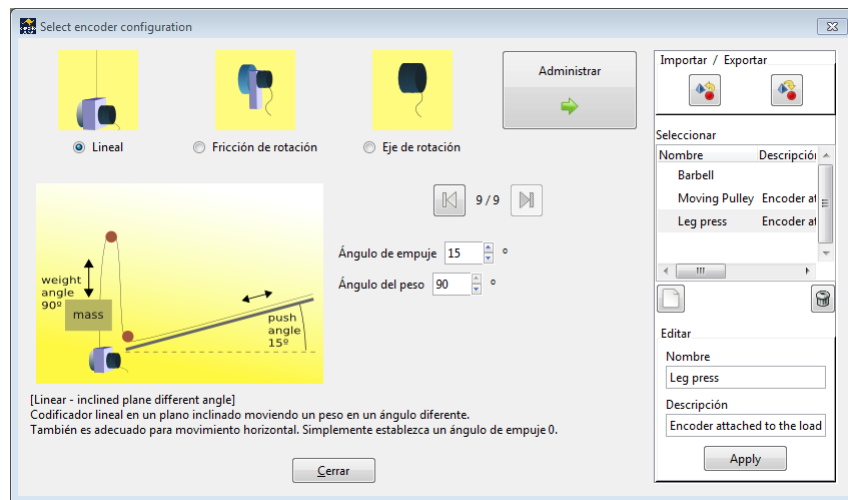 Select encoder configuration
Lineal
Fricción de rotación
Eje de rotación
Administrar
9 / 9
Ángulo de empuje 15 º
Ángulo del peso 90 º
weight
angle
90º
mass
push
angle
15º
[Linear - inclined plane different angle]
Codificador lineal en un plano inclinado moviendo un peso en un ángulo diferente.
También es adecuado para movimiento horizontal. Simplemente establezca un ángulo de empuje 0.
Cerrar
Importar / Exportar
Seleccionar
Nombre Descripció
Barbell
Moving Pulley Encoder at
Leg press Encoder at
Editar
Nombre
Leg press
Descripción
Encoder attached to the load
Apply